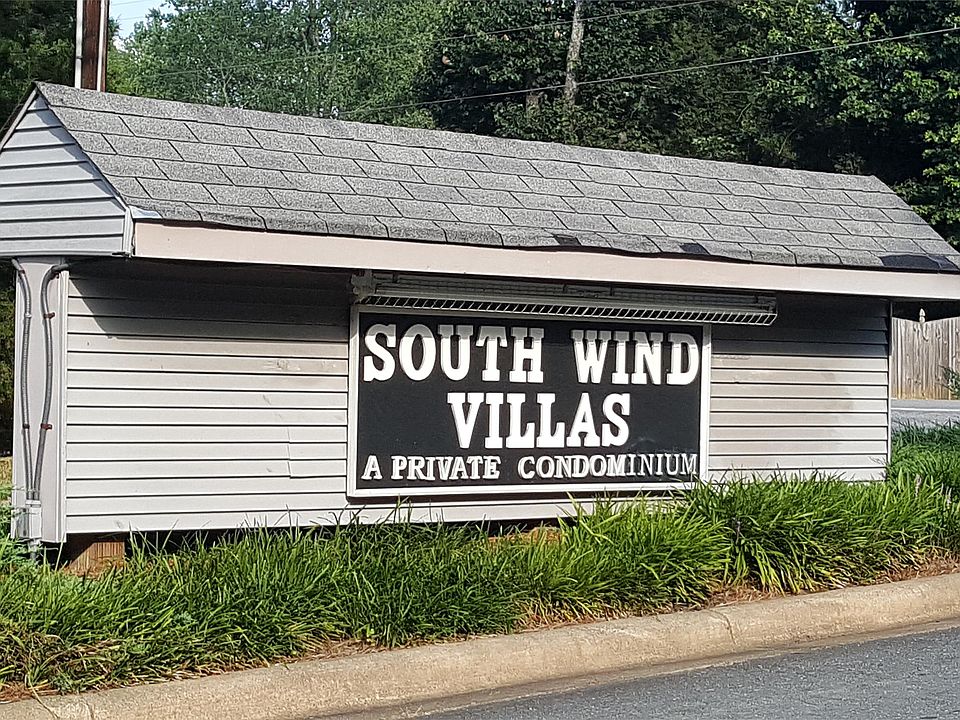 SOUTH WIND
VILLAS
A PRIVATE CONDOMINIUM